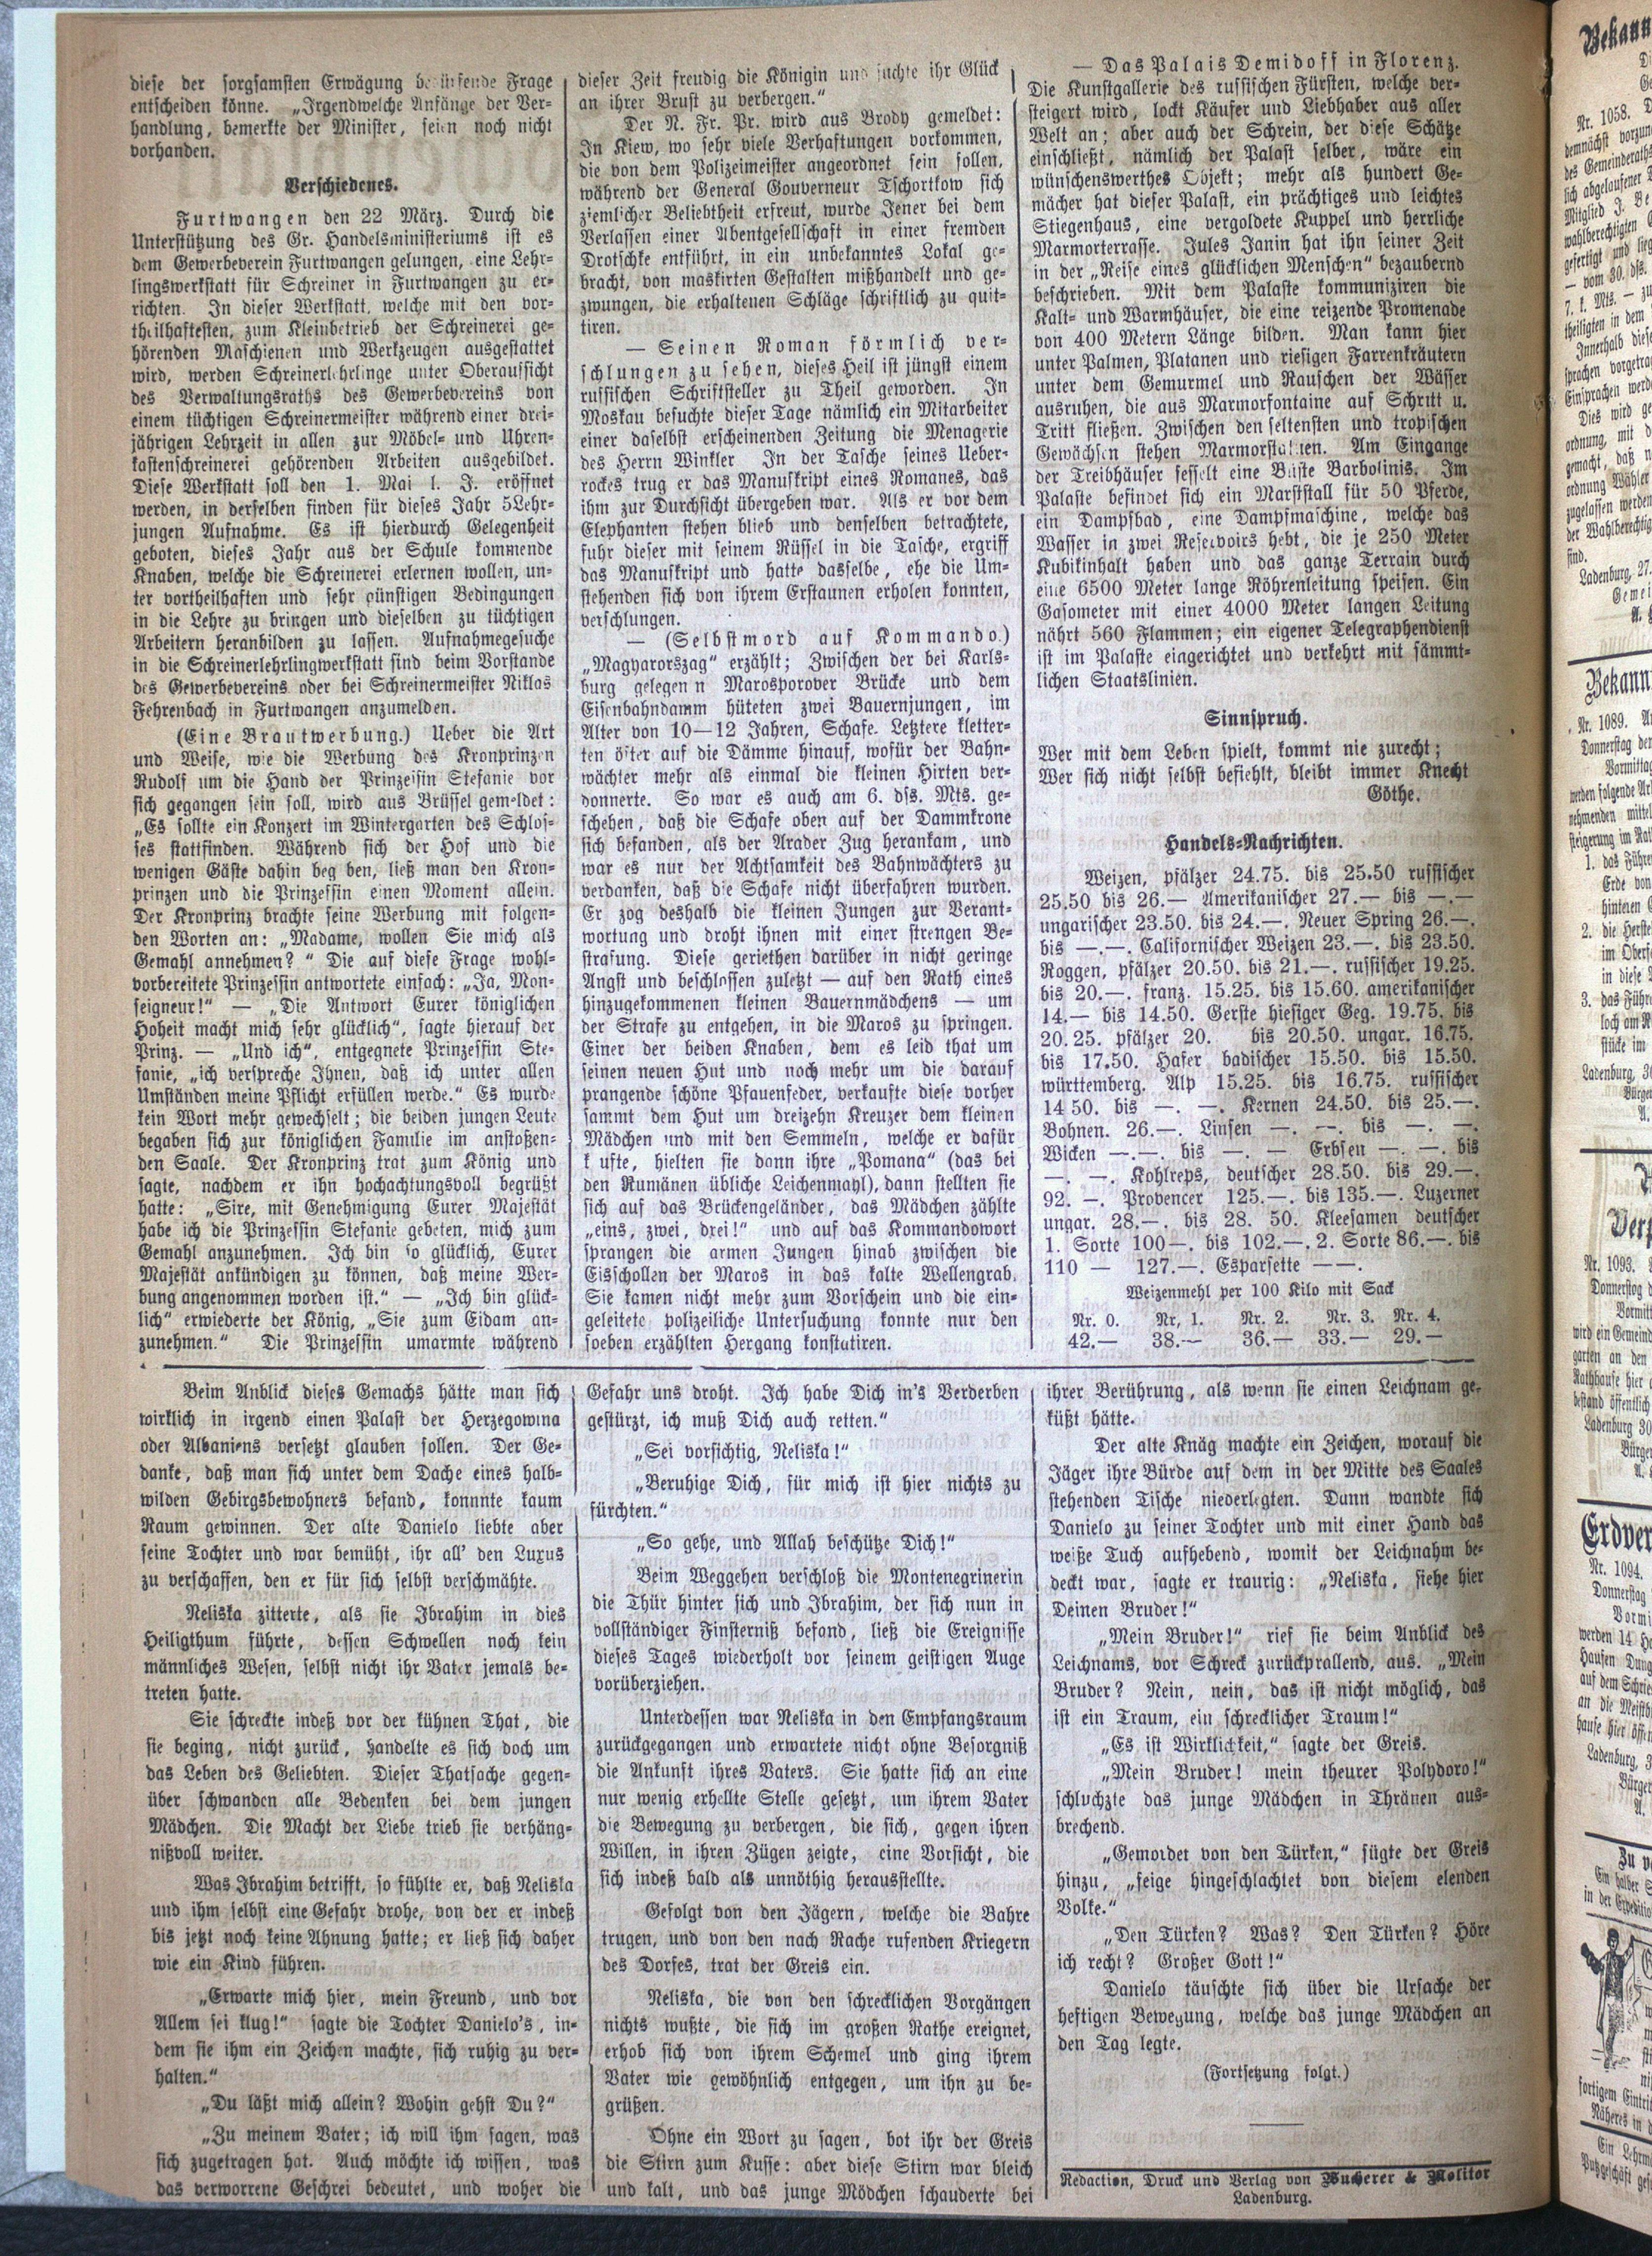 diese der sorgsamsten Erwägung bedürfende Frage
entscheiden könne. „Irgendwelche Anfänge der Ver-
handlung, bemerkte der Minister, seien noch nicht
vorhanden.
Verschiedenes.
Furtwangen den 22 März. Durch die
Unterstützung des Gr. Handelsministeriums ist es
dem Gewerbeverein Furtwangen gelungen, eine Lehr-
lingswerkstatt für Schreiner in Furtwangen zu er-
richten. In dieser Werkstatt, welche mit den vor-
theilhaftesten, zum Kleinbetrieb der Schreinerei ge-
hörenden Maschienen und Werkzeugen ausgestattet
wird, werden Schreinerlehrlinge unter Oberaufsicht
des Verwaltungsraths des Gewerbevereins von
einem tüchtigen Schreinermeister während einer drei-
jährigen Lehrzeit in allen zur Möbel- und Uhren-
kastenschreinerei gehörenden Arbeiten ausgebildet.
Diese Werkstatt soll den 1. Mai l. J. eröffnet
werden, in derselben finden für dieses Jahr 5 Lehr-
jungen Aufnahme. Es ist hierdurch Gelegenheit
geboten, dieses Jahr aus der Schule kommende
Knaben, welche die Schreinerei erlernen wollen, un-
ter vortheilhaften und sehr günstigen Bedingungen
in die Lehre zu bringen und dieselben zu tüchtigen
Arbeitern heranbilden zu lassen. Aufnahmegesuche
in die Schreinerlehrlingwerkstatt sind beim Vorstande
des Gewerbevereins oder bei Schreinermeister Niklas
Fehrenbach in Furtwangen anzumelden.
(Eine Brautwerbung.) Ueber die Art
und Weise, wie die Werbung des Kronprinzen
Rudolf um die Hand der Prinzessin Stefanie vor
sich gegangen sein soll, wird aus Brüssel gemeldet:
„Es sollte ein Konzert im Wintergarten des Schlos-
ses stattfinden. Während sich der Hof und die
wenigen Gäste dahin beg ben, ließ man den Kron-
prinzen und die Prinzessin einen Moment allein.
Der Kronprinz brachte seine Werbung mit folgen-
den Worten an: „Madame, wollen Sie mich als
Gemahl annehmen? “ Die auf diese Frage wohl-
vorbereitete Prinzessin antwortete einfach: „Ja, Mon-
seigneur!“ — „Die Antwort Eurer königlichen
Hoheit macht mich sehr glücklich“, sagte hierauf der
Prinz. — „Und ich“, entgegnete Prinzessin Ste-
fanie, „ich verspreche Ihnen, daß ich unter allen
Umständen meine Pflicht erfüllen werde.“ Es wurde
kein Wort mehr gewechselt; die beiden jungen Leute
begaben sich zur königlichen Familie im anstoßen-
den Saale. Der Kronprinz trat zum König und
sagte, nachdem er ihn hochachtungsvoll begrüßt
hatte: „Sire, mit Genehmigung Eurer Majestät
habe ich die Prinzessin Stefanie gebeten, mich zum
Gemahl anzunehmen. Ich bin so glücklich, Eurer
Majestät ankündigen zu können, daß meine Wer-
bung angenommen worden ist.“ — „Ich bin glück-
lich“ erwiederte der König, „Sie zum Eidam an-
zunehmen.“ Die Prinzessin umarmte während
dieser Zeit freudig die Königin und suchte ihr Glück
an ihrer Brust zu verbergen.“
Der N. Fr. Pr. wird aus Brody gemeldet:
In Kiew, wo sehr viele Verhaftungen vorkommen,
die von dem Polizeimeister angeordnet sein sollen,
während der General Gouverneur Tschortkow sich
ziemlicher Beliebtheit erfreut, wurde Jener bei dem
Verlassen einer Abentgesellschaft in einer fremden
Drotschke entführt, in ein unbekanntes Lokal ge-
bracht, von maskirten Gestalten mißhandelt und ge-
zwungen, die erhaltenen Schläge schriftlich zu quit-
tiren.
— Seinen Roman förmlich ver-
schlungen zu sehen, dieses Heil ist jüngst einem
russischen Schriftsteller zu Theil geworden. In
Moskau besuchte dieser Tage nämlich ein Mitarbeiter
einer daselbst erscheinenden Zeitung die Menagerie
des Herrn Winkler In der Tasche seines Ueber-
rockes trug er das Manuskript eines Romanes, das
ihm zur Durchsicht übergeben war. Als er vor dem
Elephanten stehen blieb und denselben betrachtete,
fuhr dieser mit seinem Rüssel in die Tasche, ergriff
das Manuskript und hatte dasselbe, ehe die Um-
stehenden sich von ihrem Erstaunen erholen konnten,
verschlungen.
— (Selbstmord auf Kommando.)
„Magyarorszag“ erzählt; Zwischen der bei Karls-
burg gelegen n Marosporover Brücke und dem
Eisenbahndamm hüteten zwei Bauernjungen, im
Alter von 10—12 Jahren, Schafe. Letztere kletter-
ten öfter auf die Dämme hinauf, wofür der Bahn-
wächter mehr als einmal die kleinen Hirten ver-
donnerte. So war es auch am 6. dss. Mts. ge-
schehen, daß die Schafe oben auf der Dammkrone
sich befanden, als der Arader Zug herankam, und
war es nur der Achtsamkeit des Bahnwächters zu
verdanken, daß die Schafe nicht überfahren wurden.
Er zog deshalb die kleinen Jungen zur Verant-
wortung und droht ihnen mit einer strengen Be-
strafung. Diese geriethen darüber in nicht geringe
Angst und beschlossen zuletzt — auf den Rath eines
hinzugekommenen kleinen Bauernmädchens — um
der Strafe zu entgehen, in die Maros zu springen.
Einer der beiden Knaben, dem es leid that um
seinen neuen Hut und noch mehr um die darauf
prangende schöne Pfauenfeder, verkaufte diese vorher
sammt dem Hut um dreizehn Kreuzer dem kleinen
Mädchen und mit den Semmeln, welche er dafür
k ufte, hielten sie dann ihre „Pomana“ (das bei
den Rumänen übliche Leichenmahl), dann stellten sie
sich auf das Brückengeländer, das Mädchen zählte
„eins, zwei, drei!“ und auf das Kommandowort
sprangen die armen Jungen hinab zwischen die
Eisschollen der Maros in das kalte Wellengrab.
Sie kamen nicht mehr zum Vorschein und die ein-
geleitete polizeiliche Untersuchung konnte nur den
soeben erzählten Hergang konstatiren.
— Das Palais Demidoff in Florenz.
Die Kunstgallerie des russischen Fürsten, welche ver-
steigert wird, lockt Käufer und Liebhaber aus aller
Welt an; aber auch der Schrein, der diese Schätze
einschließt, nämlich der Palast selber, wäre ein
wünschenswerthes Objekt; mehr als hundert Ge-
mächer hat dieser Palast, ein prächtiges und leichtes
Stiegenhaus, eine vergoldete Kuppel und herrliche
Marmorterrasse. Jules Janin hat ihn seiner Zeit
in der „Reise eines glücklichen Menschen“ bezaubernd
beschrieben. Mit dem Palaste kommuniziren die
Kalt- und Warmhäuser, die eine reizende Promenade
von 400 Metern Länge bilden. Man kann hier
unter Palmen, Platanen und riesigen Farrenkräutern
unter dem Gemurmel und Rauschen der Wässer
ausruhen, die aus Marmorfontaine auf Schritt u.
Tritt fließen. Zwischen den seltensten und tropischen
Gewächsen stehen Marmorstatuen. Am Eingange
der Treibhäuser fesselt eine Büste Barbolinis. Im
Palaste befindet sich ein Marststall für 50 Pferde,
ein Dampfbad, eine Dampfmaschine, welche das
Wasser in zwei Reservoirs hebt, die je 250 Meter
Kubikinhalt haben und das ganze Terrain durch
eine 6500 Meter lange Röhrenleitung speisen. Ein
Gasometer mit einer 4000 Meter langen Leitung
nährt 560 Flammen; ein eigener Telegraphendienst
ist im Palaste eingerichtet und verkehrt mit sämmt-
lichen Staatslinien.
Sinnspruch.
Wer mit dem Leben spielt, kommt nie zurecht;
Wer sich nicht selbst befiehlt, bleibt immer Knecht
Göthe.
Handels-Nachrichten.
Weizen, pfälzer 24.75. bis 25.50 russischer
25.50 bis 26.— Amerikanischer 27.— bis —.—
ungarischer 23.50. bis 24.—. Neuer Spring 26.—.
bis —.—. Californischer Weizen 23.—. bis 23.50.
Roggen, pfälzer 20.50. bis 21.—. russischer 19.25.
bis 20.—. franz. 15.25. bis 15.60. amerikanischer
14.— bis 14.50. Gerste hiesiger Geg. 19.75. bis
20.25. pfälzer 20. bis 20.50. ungar. 16.75.
bis 17.50. Hafer badischer 15.50. bis 15.50.
württemberg. Alp 15.25. bis 16.75. russischer
14 50. bis —. —. Kernen 24.50. bis 25.—.
Bohnen. 26.—. Linsen —. —. bis —. —.
Wicken —.—. bis —. — Erbsen —. —. bis
—. —. Kohlreps, deutscher 28.50. bis 29.—.
92. —. Provencer 125.—. bis 135.—. Luzerner
ungar. 28.—. bis 28. 50. Kleesamen deutscher
1. Sorte 100—. bis 102.—. 2. Sorte 86.—. bis
110 — 127.—. Esparsette ——.
Weizenmehl per 100 Kilo mit Sack
Nr. 0. Nr, 1. Nr. 2. Nr. 3. Nr. 4.
42.— 38.— 36.— 33.— 29.—
Beim Anblick dieses Gemachs hätte man sich
wirklich in irgend einen Palast der Herzegowina
oder Albaniens versetzt glauben sollen. Der Ge-
danke, daß man sich unter dem Dache eines halb-
wilden Gebirgsbewohners befand, konnnte kaum
Raum gewinnen. Der alte Danielo liebte aber
seine Tochter und war bemüht, ihr all’ den Luxus
zu verschaffen, den er für sich selbst verschmähte.
Neliska zitterte, als sie Ibrahim in dies
Heiligthum führte, dessen Schwellen noch kein
männliches Wesen, selbst nicht ihr Vater jemals be-
treten hatte.
Sie schreckte indeß vor der kühnen That, die
sie beging, nicht zurück, handelte es sich doch um
das Leben des Geliebten. Dieser Thatsache gegen-
über schwanden alle Bedenken bei dem jungen
Mädchen. Die Macht der Liebe trieb sie verhäng-
nißvoll weiter.
Was Ibrahim betrifft, so fühlte er, daß Neliska
und ihm selbst eine Gefahr drohe, von der er indeß
bis jetzt noch keine Ahnung hatte; er ließ sich daher
wie ein Kind führen.
„Erwarte mich hier, mein Freund, und vor
Allem sei klug!“ sagte die Tochter Danielo’s, in-
dem sie ihm ein Zeichen machte, sich ruhig zu ver-
halten.“
„Du läßt mich allein? Wohin gehst Du?“
„Zu meinem Vater; ich will ihm sagen, was
sich zugetragen hat. Auch möchte ich wissen, was
das verworrene Geschrei bedeutet, und woher die
Gefahr uns droht. Ich habe Dich in’s Verderben
gestürzt, ich muß Dich auch retten.“
„Sei vorsichtig, Neliska!“
„Beruhige Dich, für mich ist hier nichts zu
fürchten.“
„So gehe, und Allah beschütze Dich!“
Beim Weggehen verschloß die Montenegrinerin
die Thür hinter sich und Ibrahim, der sich nun in
vollständiger Finsterniß befand, ließ die Ereignisse
dieses Tages wiederholt vor seinem geistigen Auge
vorüberziehen.
Unterdessen war Neliska in den Empfangsraum
zurückgegangen und erwartete nicht ohne Besorgniß
die Ankunft ihres Vaters. Sie hatte sich an eine
nur wenig erhellte Stelle gesetzt, um ihrem Vater
die Bewegung zu verbergen, die sich, gegen ihren
Willen, in ihren Zügen zeigte, eine Vorsicht, die
sich indeß bald als unnöthig herausstellte.
Gefolgt von den Jägern, welche die Bahre
trugen, und von den nach Rache rufenden Kriegern
des Dorfes, trat der Greis ein.
Neliska, die von den schrecklichen Vorgängen
nichts wußte, die sich im großen Rathe ereignet,
erhob sich von ihrem Schemel und ging ihrem
Vater wie gewöhnlich entgegen, um ihn zu be-
grüßen.
Ohne ein Wort zu sagen, bot ihr der Greis
die Stirn zum Kusse: aber diese Stirn war bleich
und kalt, und das junge Mödchen schauderte bei
ihrer Berührung, als wenn sie einen Leichnam ge-
küßt hätte.
Der alte Knäg machte ein Zeichen, worauf die
Jäger ihre Bürde auf dem in der Mitte des Saales
stehenden Tische niederlegten. Dann wandte sich
Danielo zu seiner Tochter und mit einer Hand das
weiße Tuch aufhebend, womit der Leichnahm be-
deckt war, sagte er traurig: „Neliska, siehe hier
Deinen Bruder!“
„Mein Bruder!“ rief sie beim Anblick des
Leichnams, vor Schreck zurückprallend, aus. „Mein
Bruder? Nein, nein, das ist nicht möglich, das
ist ein Traum, ein schrecklicher Traum!“
„Es ist Wirklichkeit,“ sagte der Greis.
„Mein Bruder! mein theurer Polydoro!“
schluchzte das junge Mädchen in Thränen aus-
brechend.
„Gemordet von den Türken,“ fügte der Greis
hinzu, „feige hingeschlachtet von diesem elenden
Volke.“
„Den Türken? Was? Den Türken? Höre
ich recht? Großer Gott!“
Danielo täuschte sich über die Ursache der
heftigen Bewegung, welche das junge Mädchen an
den Tag legte.
(Fortsetzung folgt.)
Redaction, Druck und Verlag von Bucherer & Molitor
Ladenburg.
Nr. 1058.
Ladenburg, 27.
Nr. 1089.
Donnerstag den
1. das
2. die
3. das
Nr. 1093.
Nr. 1094.
Donnerstag